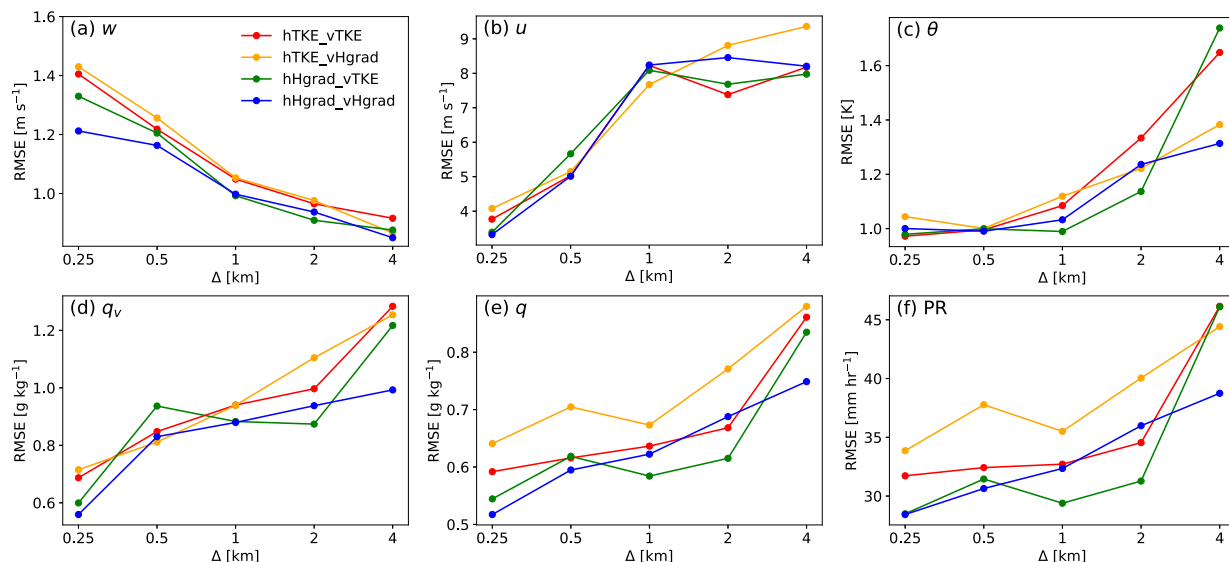 (a) w
hTKE_vTKE
hTKE_vHgrad
hHgrad_vTKE
hHgrad_vHgrad
RMSE [m s⁻¹]
1.6
1.4
1.2
1.0
0.25 0.5 1 2 4
Δ [km]
(b) u
RMSE [m s⁻¹]
9
8
7
6
5
4
0.25 0.5 1 2 4
Δ [km]
(c) θ
RMSE [K]
1.6
1.4
1.2
1.0
0.25 0.5 1 2 4
Δ [km]
(d) qᵥ
RMSE [g kg⁻¹]
1.2
1.0
0.8
0.6
0.25 0.5 1 2 4
Δ [km]
(e) q
RMSE [g kg⁻¹]
0.8
0.7
0.6
0.5
0.25 0.5 1 2 4
Δ [km]
(f) PR
RMSE [mm hr⁻¹]
45
40
35
30
0.25 0.5 1 2 4
Δ [km]